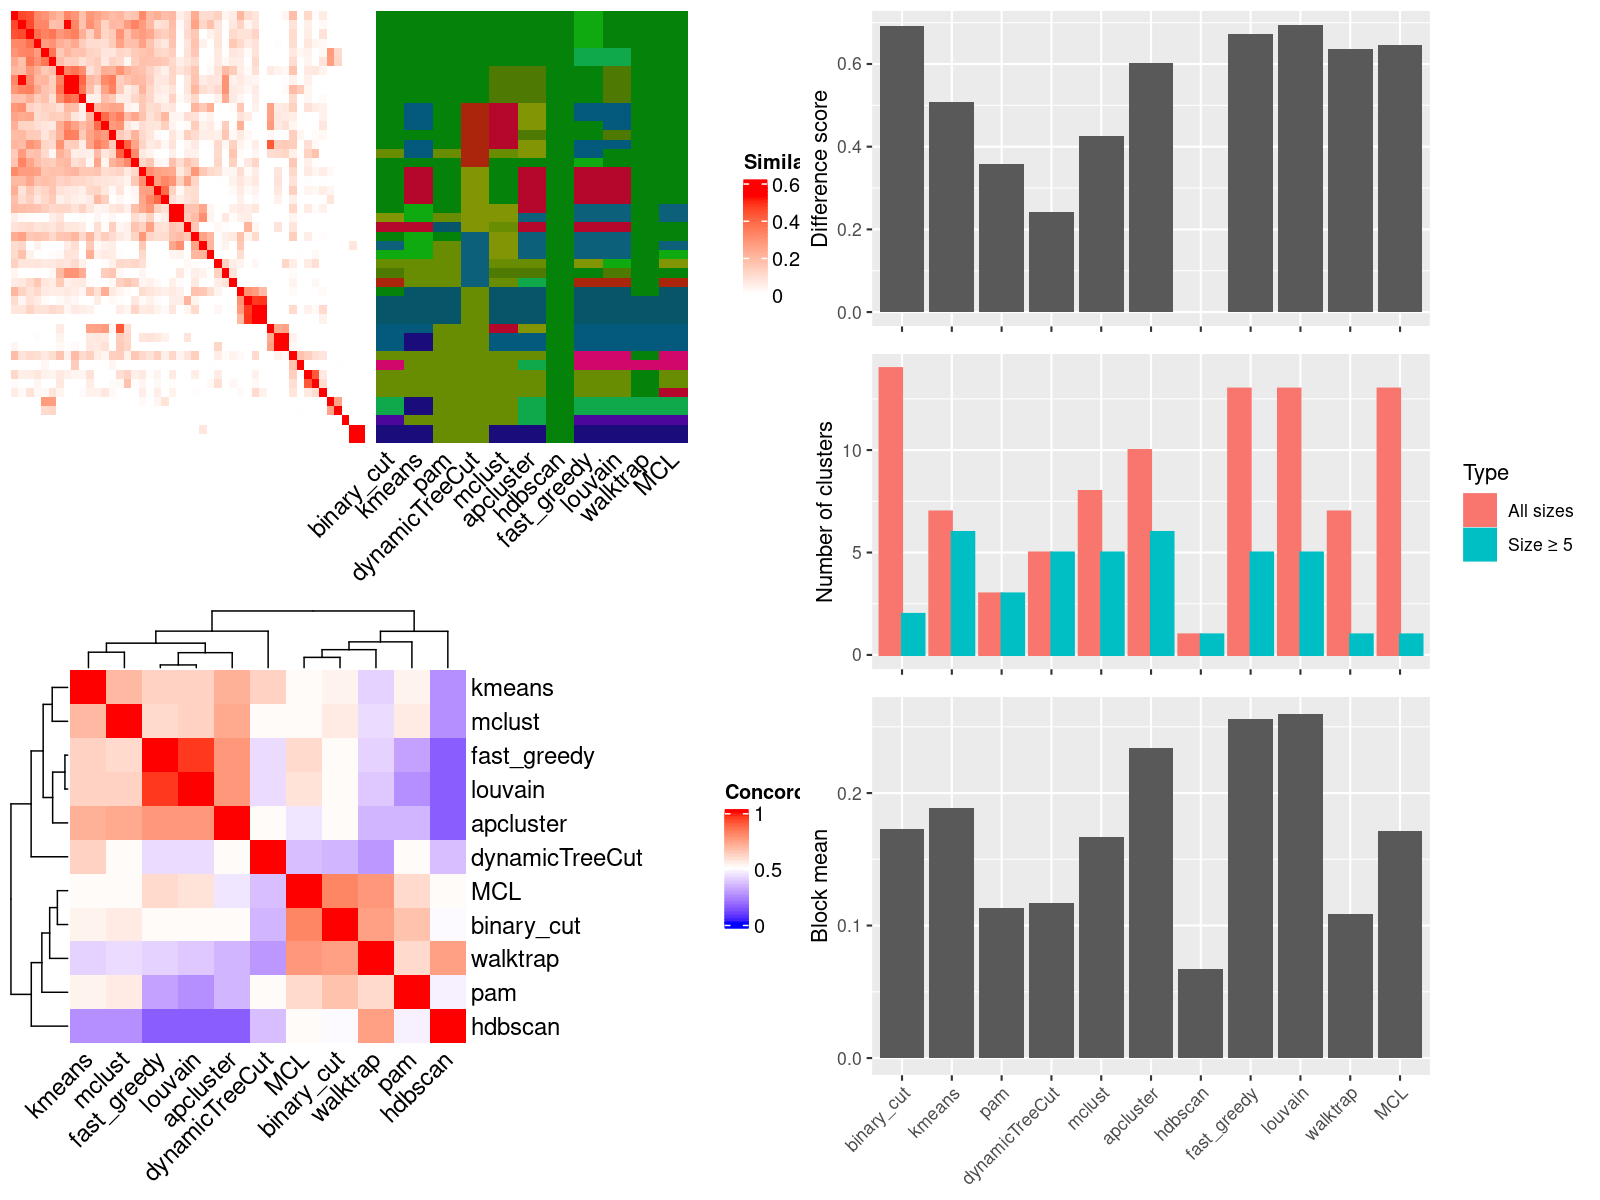 Simila
0.6
0.4
0.2
0
binary_cut
kmeans
pam
dynamicTreeCut
mclust
apcluster
hdbscan
fast_greedy
louvain
walktrap
MCL
kmeans
mclust
fast_greedy
louvain
apcluster
dynamicTreeCut
MCL
binary_cut
walktrap
pam
hdbscan
kmeans
mclust
fast_greedy
louvain
apcluster
dynamicTreeCut
MCL
binary_cut
walktrap
pam
hdbscan
Concord
1
0.5
0
Difference score
0.6
0.4
0.2
0.0
Number of clusters
10
5
0
Type
All sizes
Size ≥ 5
Block mean
0.2
0.1
0.0
binary_cut
kmeans
pam
dynamicTreeCut
mclust
apcluster
hdbscan
fast_greedy
louvain
walktrap
MCL